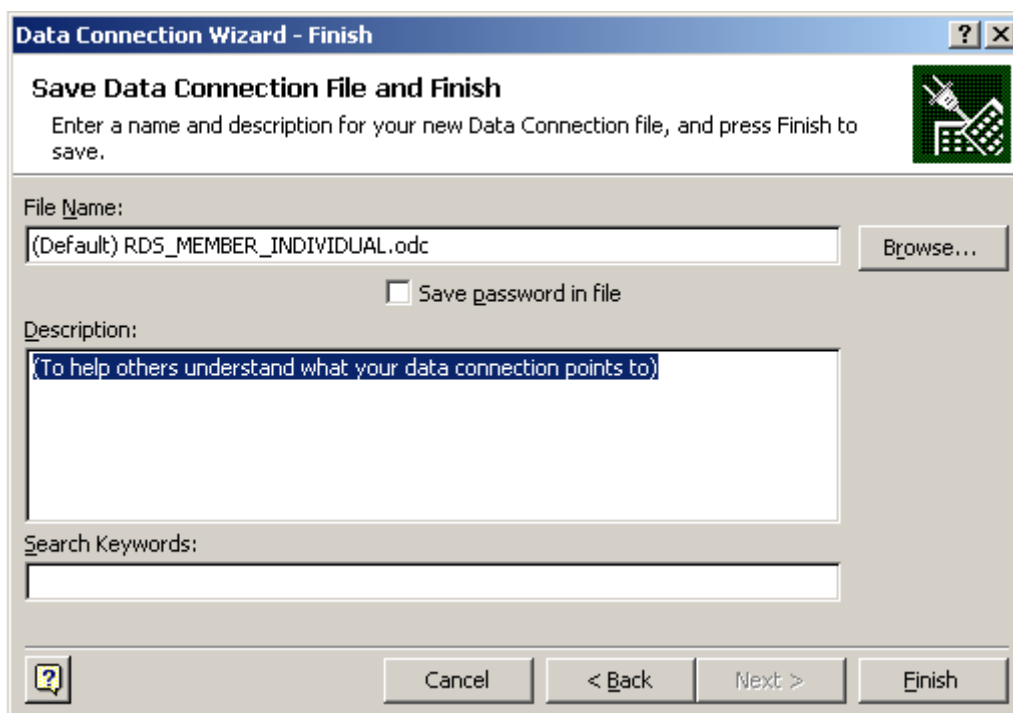 Data Connection Wizard - Finish
Save Data Connection File and Finish
Enter a name and description for your new Data Connection file, and press Finish to
save.
File Name:
(Default) RDS_MEMBER_INDIVIDUAL.odc
Browse...
Save password in file
Description:
(To help others understand what your data connection points to)
Search Keywords:
Cancel
< Back
Next >
Finish